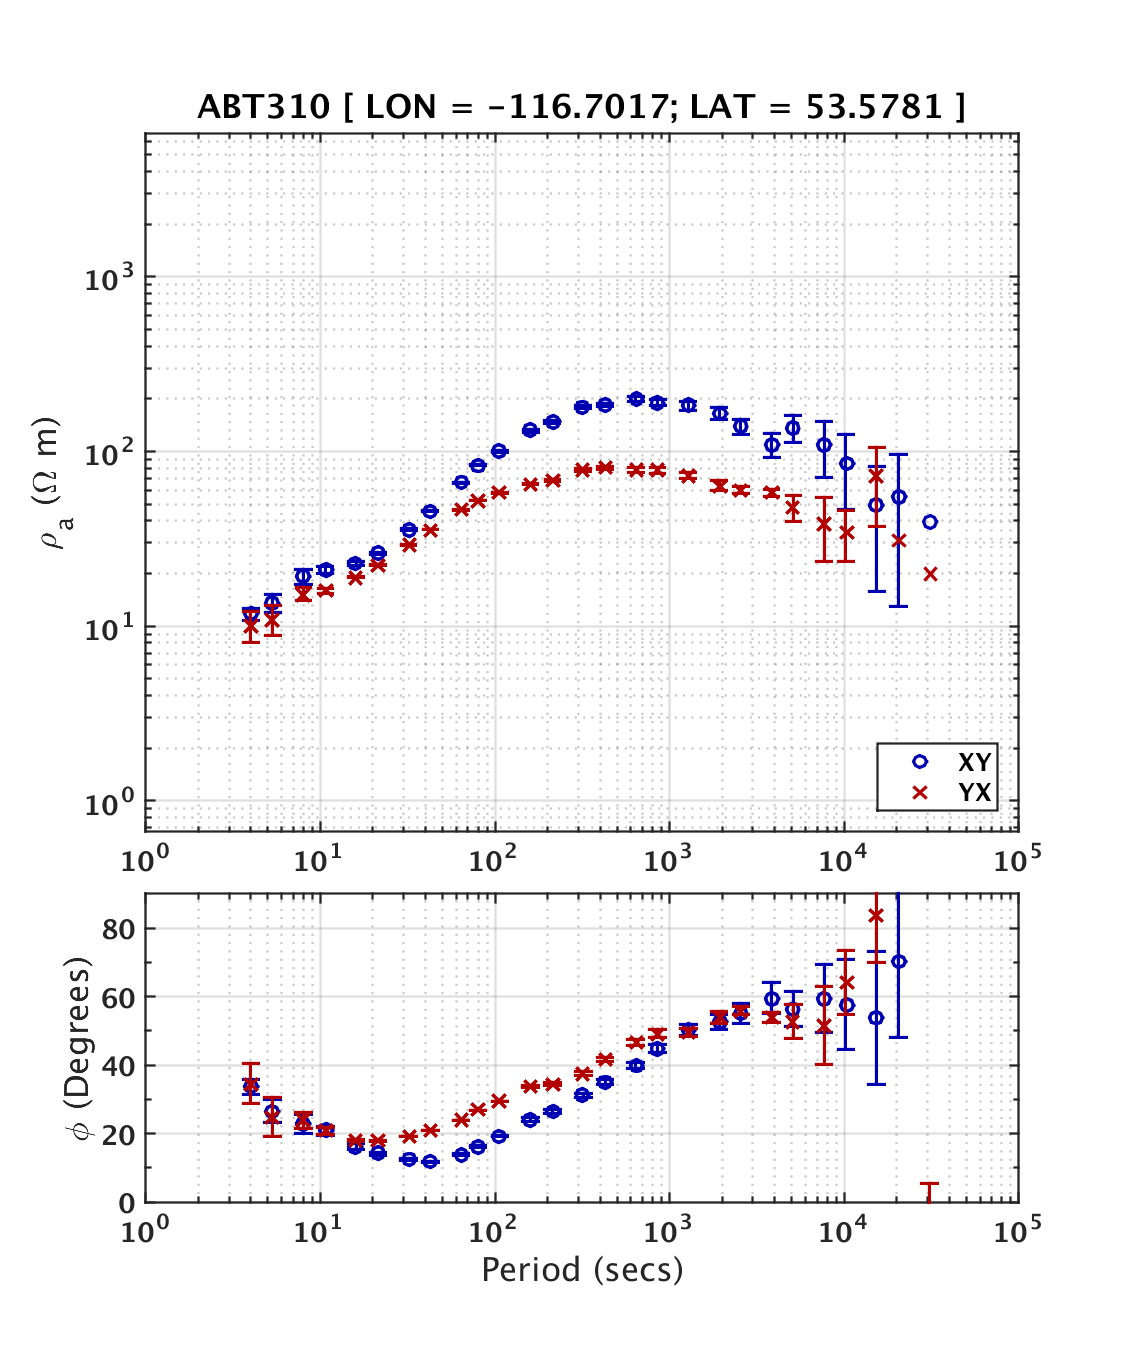 ABT310 [ LON = -116.7017; LAT = 53.5781 ]
10³
10²
10¹
10⁰
ρₐ (Ω m)
XY
YX
10⁰ 10¹ 10² 10³ 10⁴ 10⁵
80
60
40
20
0
ϕ (Degrees)
10⁰ 10¹ 10² 10³ 10⁴ 10⁵
Period (secs)